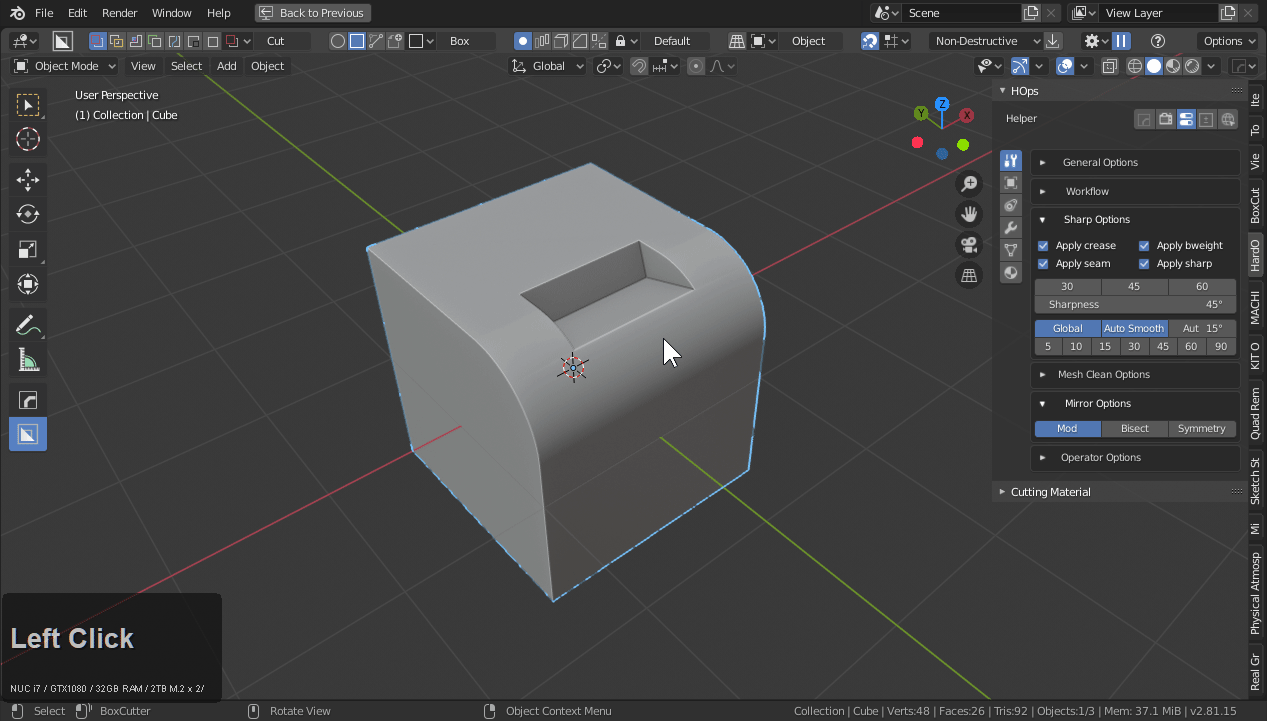 File Edit Render Window Help Back to Previous Scene View Layer
Cut Box Default Object Non-Destructive Options
Object Mode View Select Add Object Global
User Perspective
(1) Collection | Cube
Z
Y
X
HOps
Helper
General Options
Workflow
Sharp Options
Apply crease Apply bweight
Apply seam Apply sharp
30 45 60
Sharpness 45°
Global Auto Smooth Aut 15°
5 10 15 30 45 60 90
Mesh Clean Options
Mirror Options
Mod Bisect Symmetry
Operator Options
Cutting Material
Ite
To
Vie
BoxCut
HardO
MACHI
KIT O
Quad Rem
Sketch St
Mi
Physical Atmosp
Real Gr
Left Click
NUC i7 / GTX1080 / 32GB RAM / 2TB M.2 x 2/
Select BoxCutter Rotate View Object Context Menu Collection | Cube | Verts:48 | Faces:26 | Tris:92 | Objects:1/3 | Mem: 37.1 MiB | v2.81.15